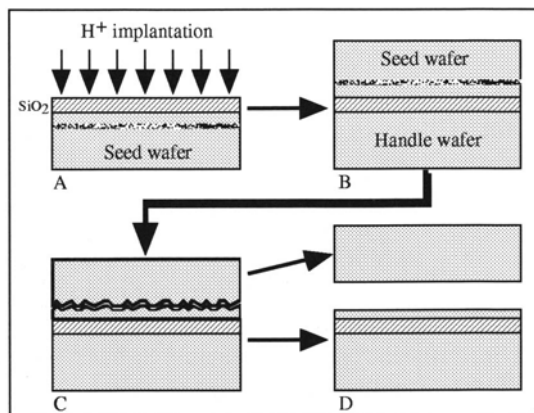 H⁺ implantation
SiO₂
Seed wafer
A
Seed wafer
Handle wafer
B
C
D